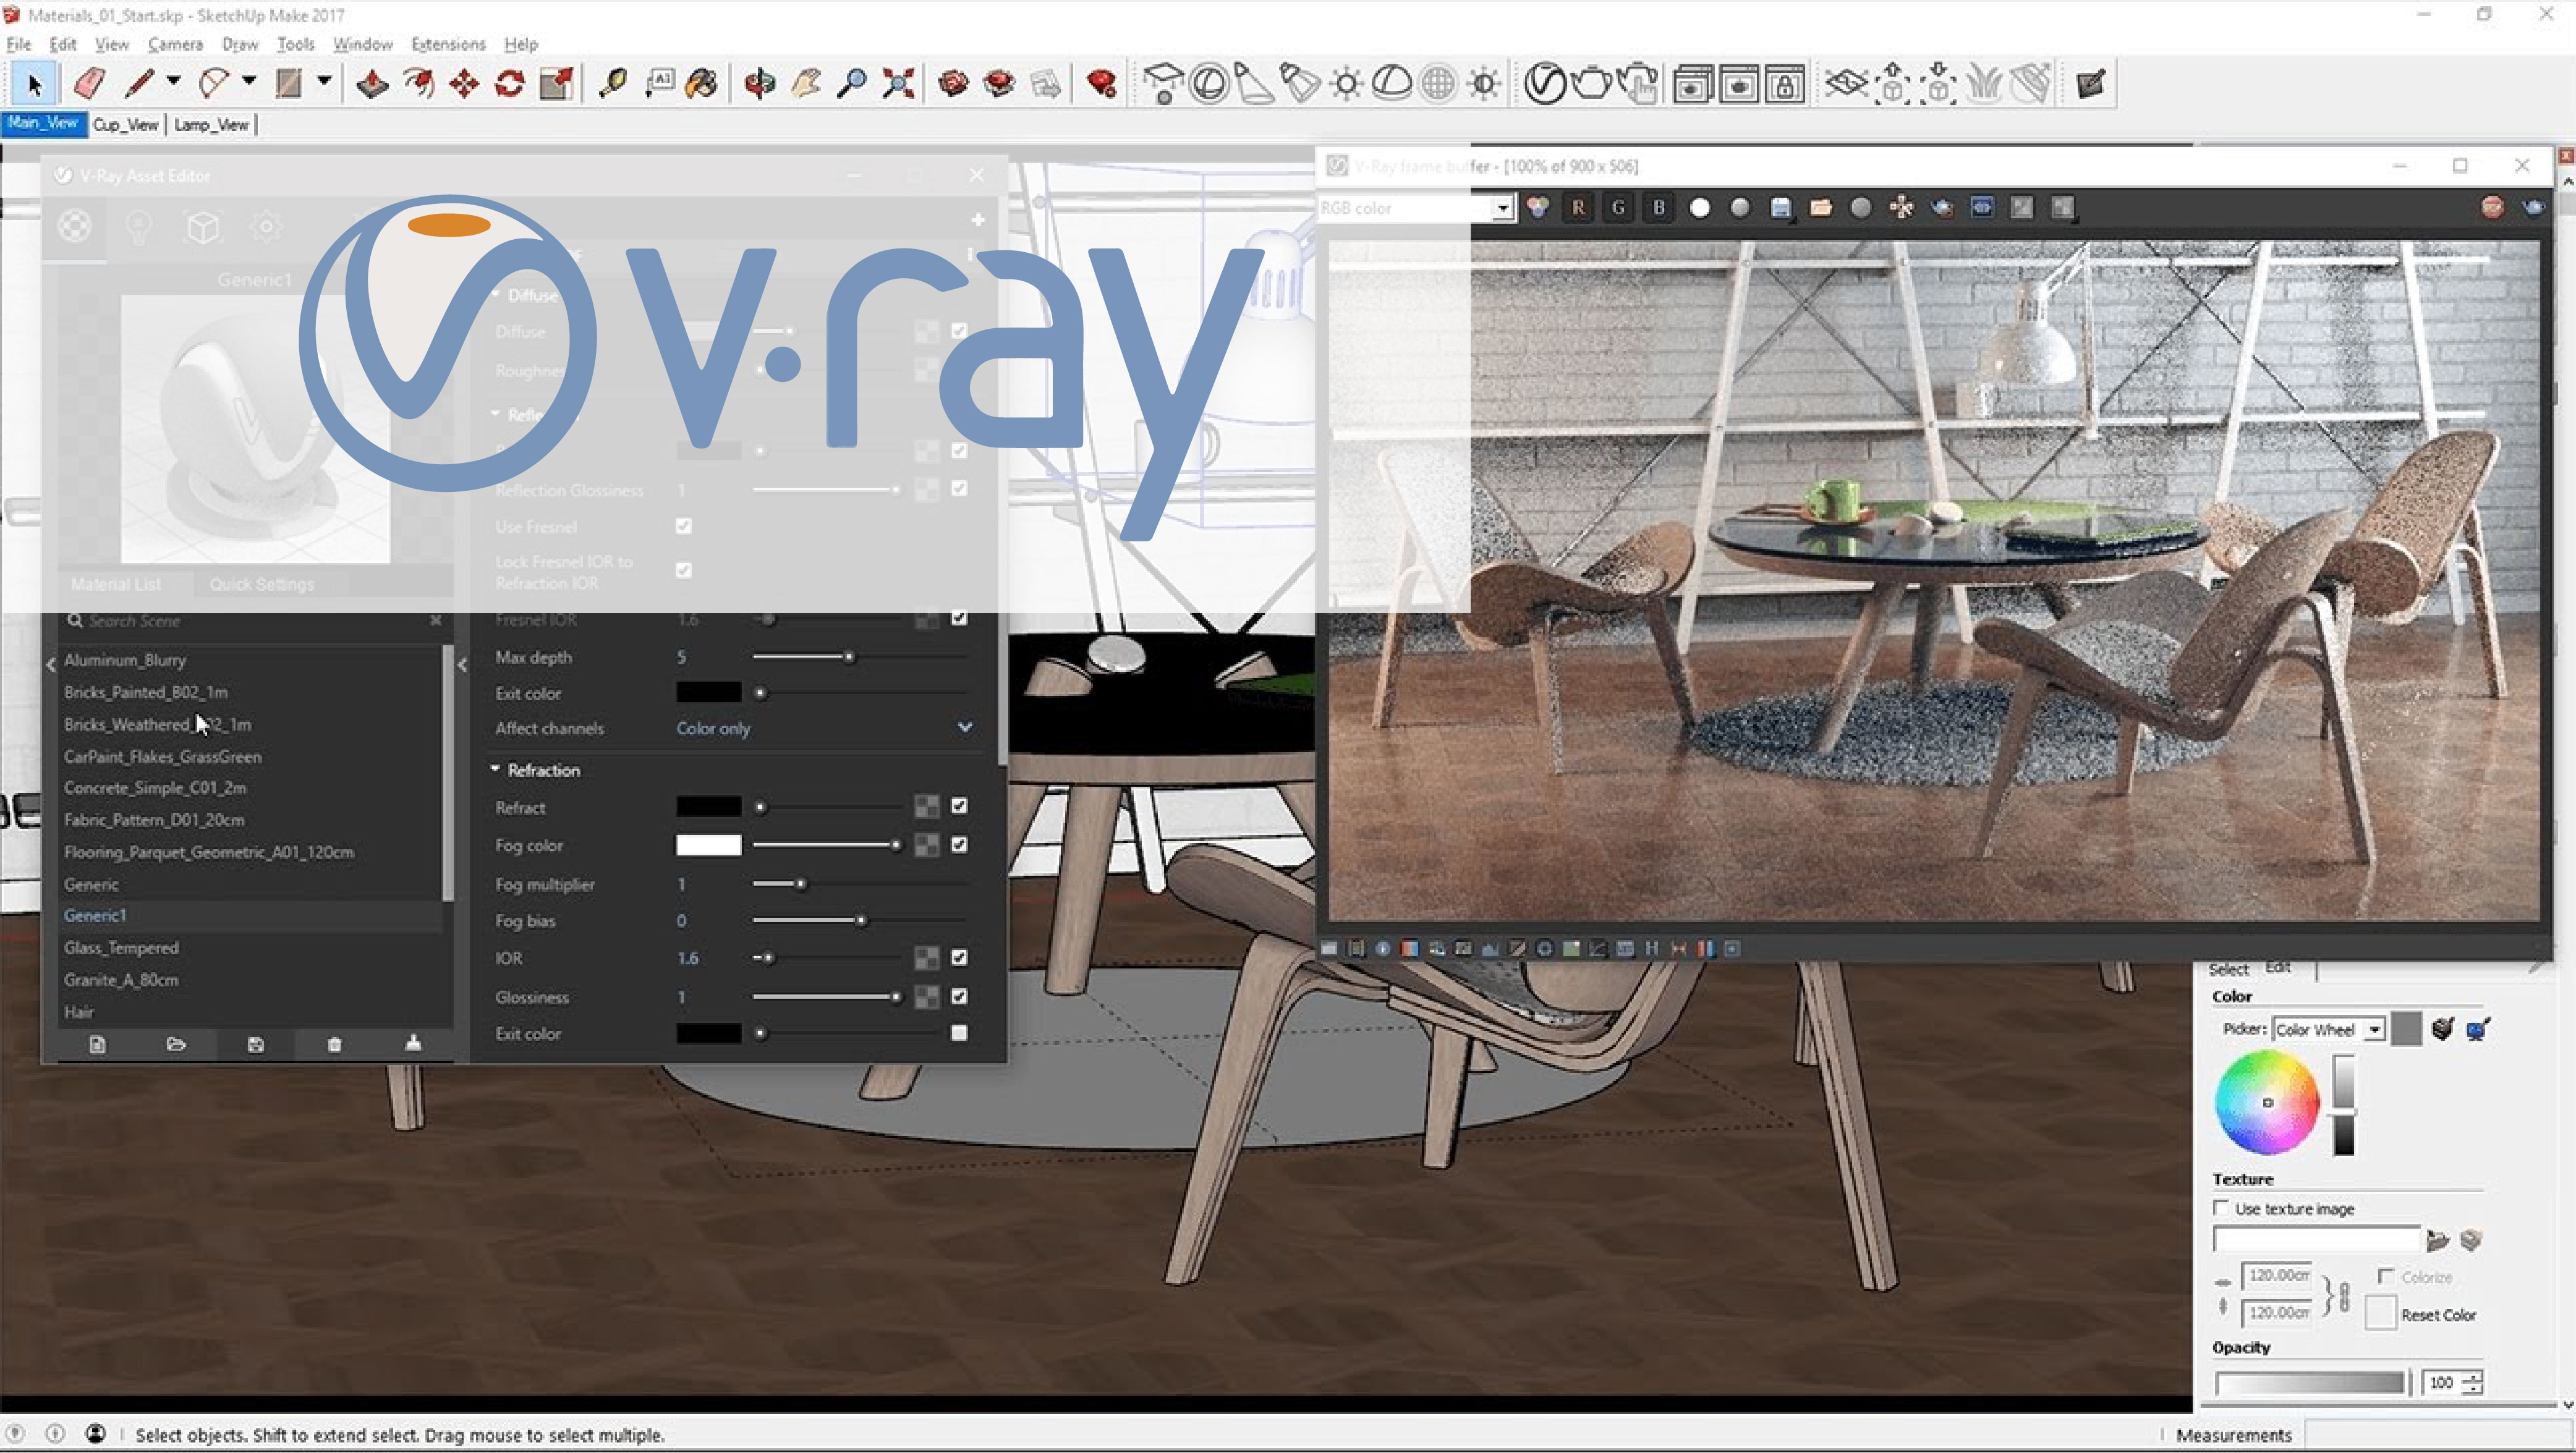 Materials_01_Start.skp - SketchUp Make 2017
File Edit View Camera Draw Tools Window Extensions Help
A1
Main_View Cup_View Lamp_View
V-Ray Asset Editor
v·ray
Generic1
Material List Quick Settings
Search Scene
Aluminum_Blurry
Bricks_Painted_B02_1m
Bricks_Weathered_ 02_1m
CarPaint_Flakes_GrassGreen
Concrete_Simple_C01_2m
Fabric_Pattern_D01_20cm
Flooring_Parquet_Geometric_A01_120cm
Generic
Generic1
Glass_Tempered
Granite_A_80cm
Hair
Diffuse
Diffuse
Roughne
Refle
Reflection Glossiness 1
Use Fresnel
Lock Fresnel IOR to
Refraction IOR
Fresnel IOR 1.6
Max depth 5
Exit color
Affect channels Color only
Refraction
Refract
Fog color
Fog multiplier 1
Fog bias 0
IOR 1.6
Glossiness 1
Exit color
V-Ray frame buffer - [100% of 900 x 506]
RGB color R G B
H
Select Edit
Color
Picker: Color Wheel
Texture
Use texture image
120.00cm
Colorize
120.00cm
Reset Color
Opacity
100
Select objects. Shift to extend select. Drag mouse to select multiple.
Measurements